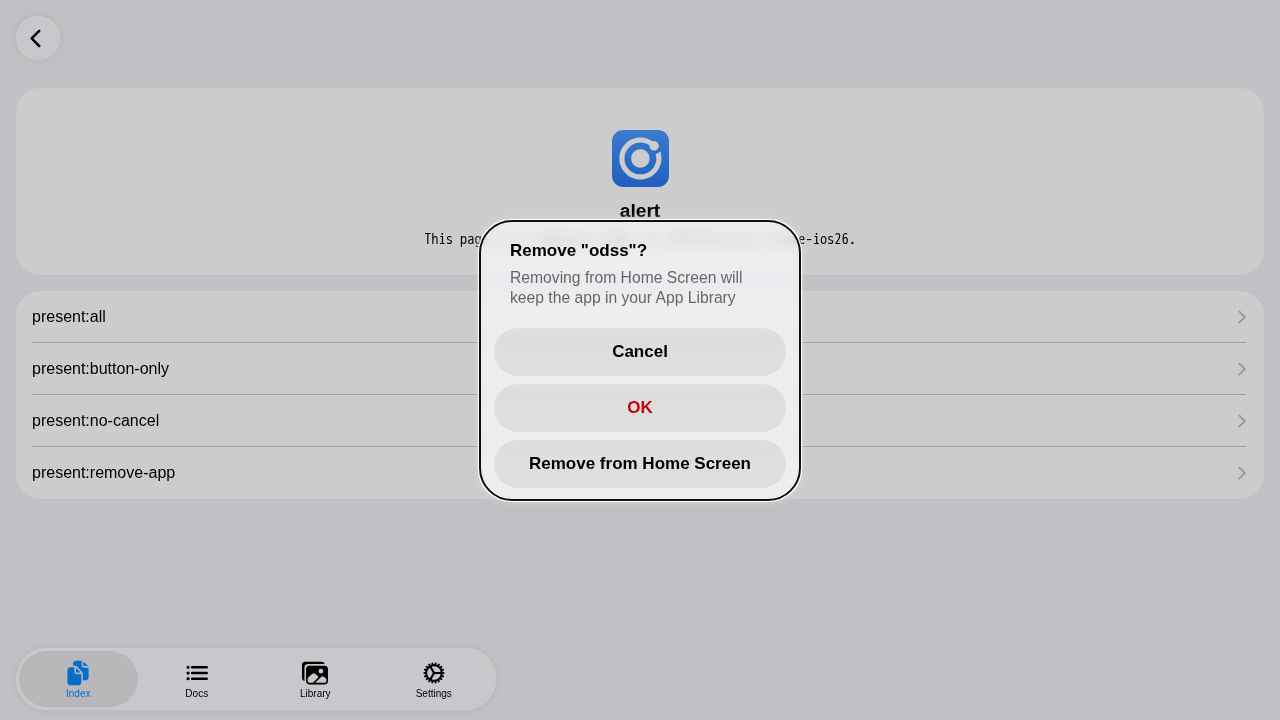 alert
This pag
e-ios26.
Remove "odss"?
Removing from Home Screen will
keep the app in your App Library
Cancel
OK
Remove from Home Screen
present:all
present:button-only
present:no-cancel
present:remove-app
Index
Docs
Library
Settings